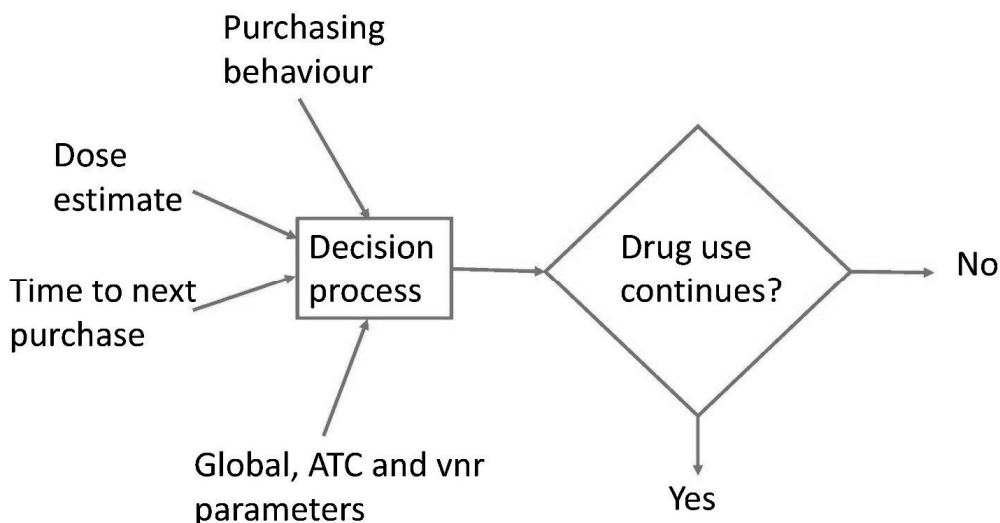 Purchasing
behaviour
Dose
estimate
Time to next
purchase
Decision
process
Global, ATC and vnr
parameters
Drug use
continues?
No
Yes